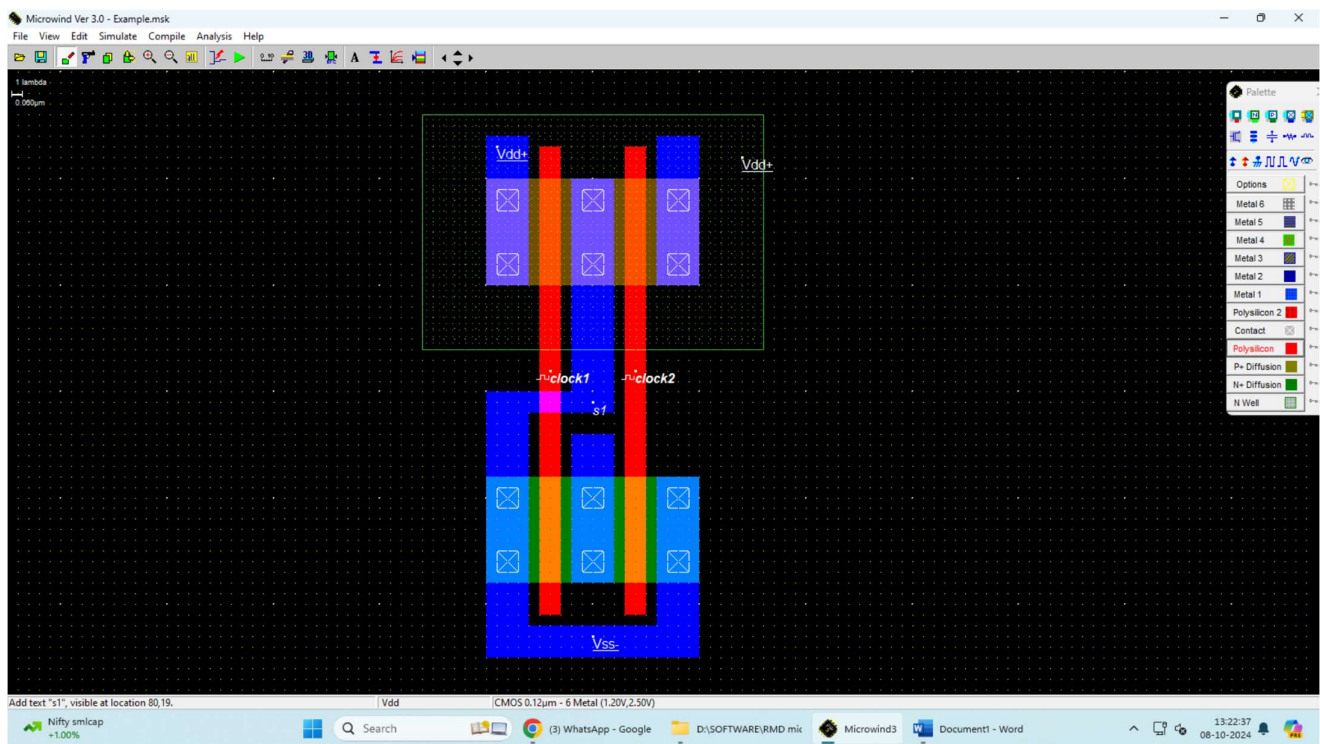 Microwind Ver 3.0 - Example.msk
File View Edit Simulate Compile Analysis Help
1 lambda
0.060µm
Palette
Vdd+
Vdd+
Options
Metal 6
Metal 5
Metal 4
Metal 3
Metal 2
Metal 1
Polysilicon 2
Contact
Polysilicon
P+ Diffusion
N+ Diffusion
N Well
clock1
clock2
s1
Vss-
Add text "s1", visible at location 80,19. Vdd CMOS 0.12µm - 6 Metal (1.20V,2.50V)
Nifty smlcap
+1.00%
Search
(3) WhatsApp - Google
D:\SOFTWARE\RMD mic
Microwind3
Document1 - Word
13:22:37
08-10-2024